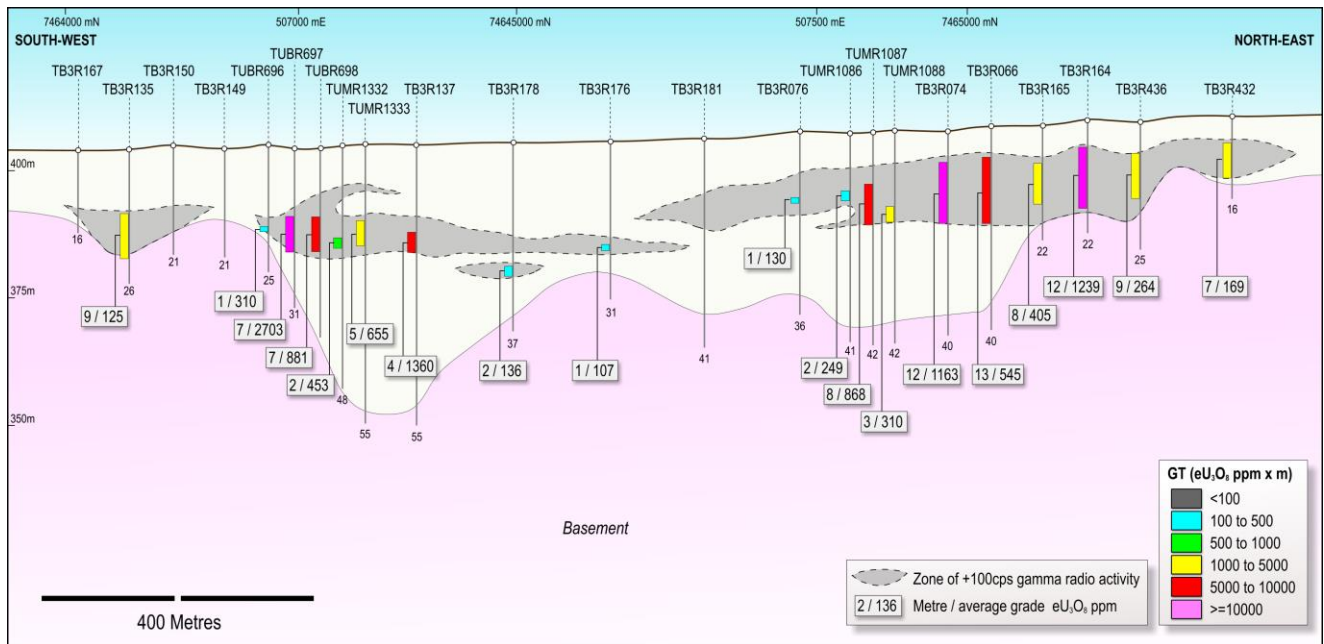 7464000 mN 507000 mE 74645000 mN 507500 mE 7465000 mN
SOUTH-WEST NORTH-EAST
TUBR697 TUMR1087
TB3R167 TB3R150 TUBR696 TUBR698 TUMR1086 TUMR1088 TB3R164
TB3R135 TB3R149 TUMR1332 TB3R137 TB3R178 TB3R176 TB3R181 TB3R076 TB3R074 TB3R066 TB3R165 TB3R436 TB3R432
TUMR1333
400m
375m
350m
16 26 21 21 25 31 48 55 55 37 31 41 36 41 42 42 40 40 22 22 25 16
9 / 125
1 / 310
7 / 2703
7 / 881
2 / 453
5 / 655
4 / 1360
2 / 136
1 / 107
1 / 130
2 / 249
8 / 868
3 / 310
12 / 1163
13 / 545
8 / 405
12 / 1239
9 / 264
7 / 169
Basement
400 Metres
Zone of +100cps gamma radio activity
2 / 136 Metre / average grade eU₃O₈ ppm
GT (eU₃O₈ ppm x m)
<100
100 to 500
500 to 1000
1000 to 5000
5000 to 10000
>=10000